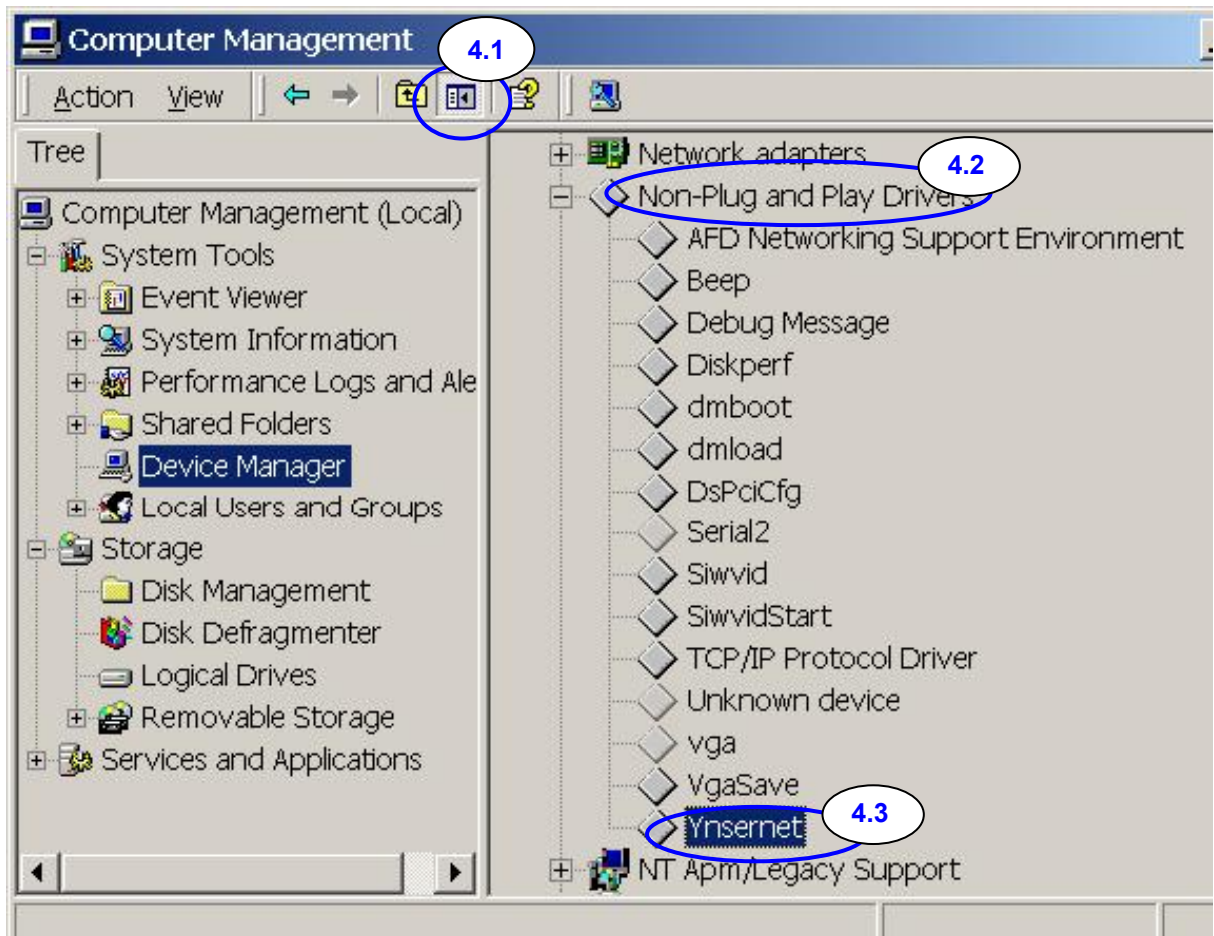 Computer Management
4.1
Action View
Tree
Computer Management (Local)
System Tools
Event Viewer
System Information
Performance Logs and Ale
Shared Folders
Device Manager
Local Users and Groups
Storage
Disk Management
Disk Defragmenter
Logical Drives
Removable Storage
Services and Applications
Network adapters
4.2
Non-Plug and Play Drivers
AFD Networking Support Environment
Beep
Debug Message
Diskperf
dmboot
dmload
DsPciCfg
Serial2
Siwvid
SiwvidStart
TCP/IP Protocol Driver
Unknown device
vga
VgaSave
4.3
Ynsernet
NT Apm/Legacy Support